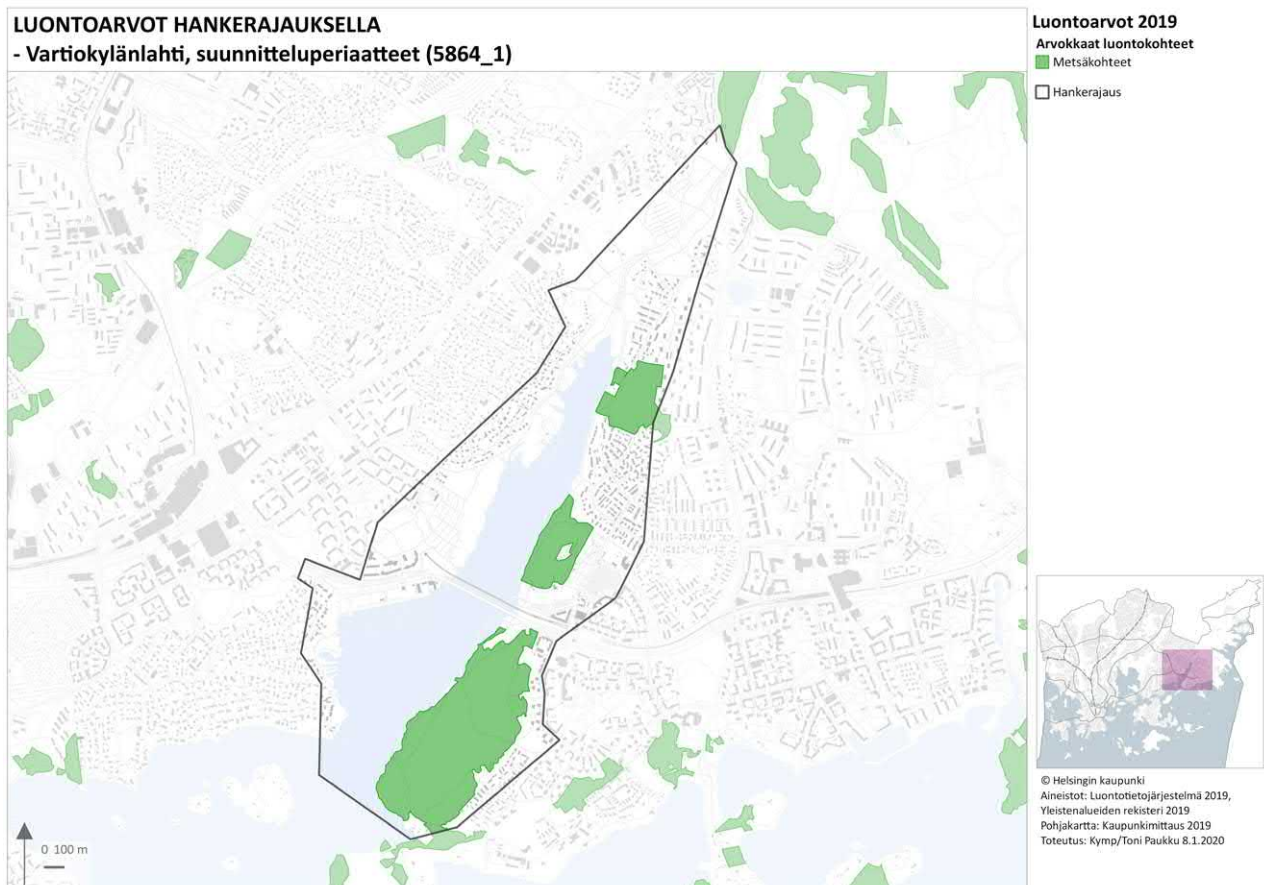 LUONTOARVOT HANKERAJAUKSELLA
- Vartiokylänlahti, suunnitteluperiaatteet (5864_1)
Luontoarvot 2019
Arvokkaat luontokohteet
Metsäkohteet
Hankerajaus
0 100 m
© Helsingin kaupunki
Aineistot: Luontotietojärjestelmä 2019,
Yleistenalueiden rekisteri 2019
Pohjakartta: Kaupunkimittaus 2019
Toteutus: Kymp/Toni Paukku 8.1.2020